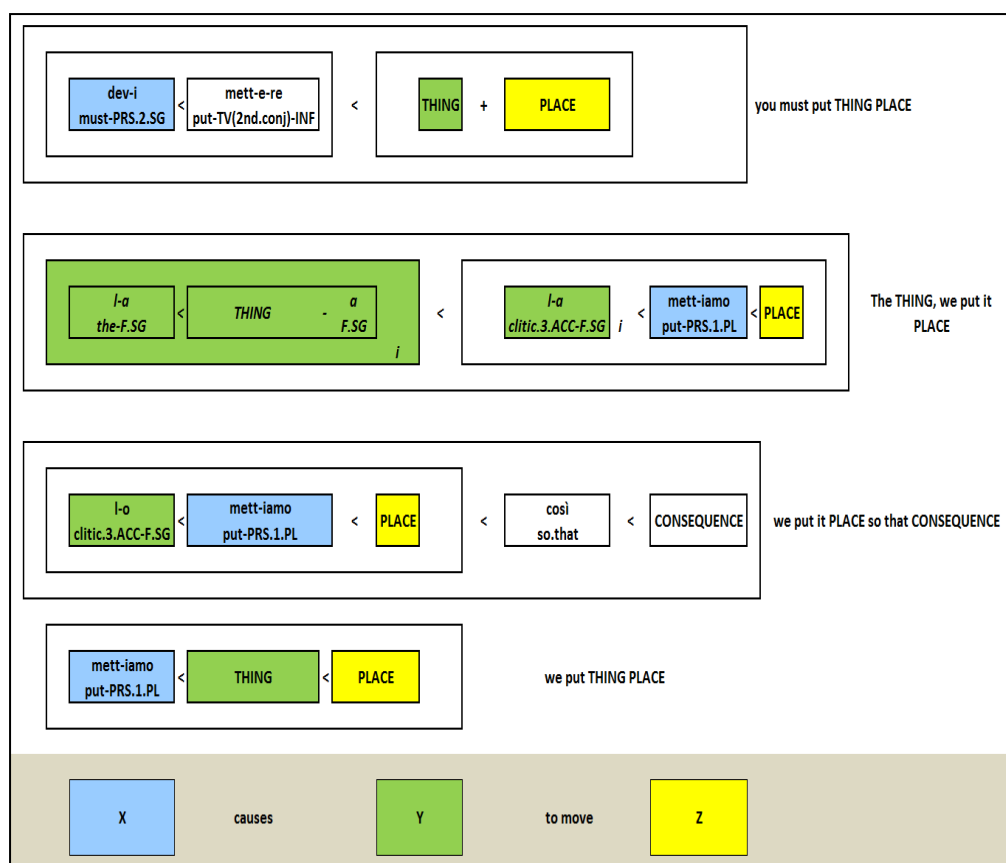 dev-i
must-PRS.2.SG
<
mett-e-re
put-TV(2nd.conj)-INF
<
THING
+
PLACE
you must put THING PLACE
l-a
the-F.SG
<
THING - a
F.SG
i
<
l-a
clitic.3.ACC-F.SG i
<
mett-iamo
put-PRS.1.PL
<
PLACE
The THING, we put it
PLACE
l-o
clitic.3.ACC-F.SG
<
mett-iamo
put-PRS.1.PL
<
PLACE
<
così
so.that
<
CONSEQUENCE
we put it PLACE so that CONSEQUENCE
mett-iamo
put-PRS.1.PL
<
THING
<
PLACE
we put THING PLACE
X causes Y to move Z